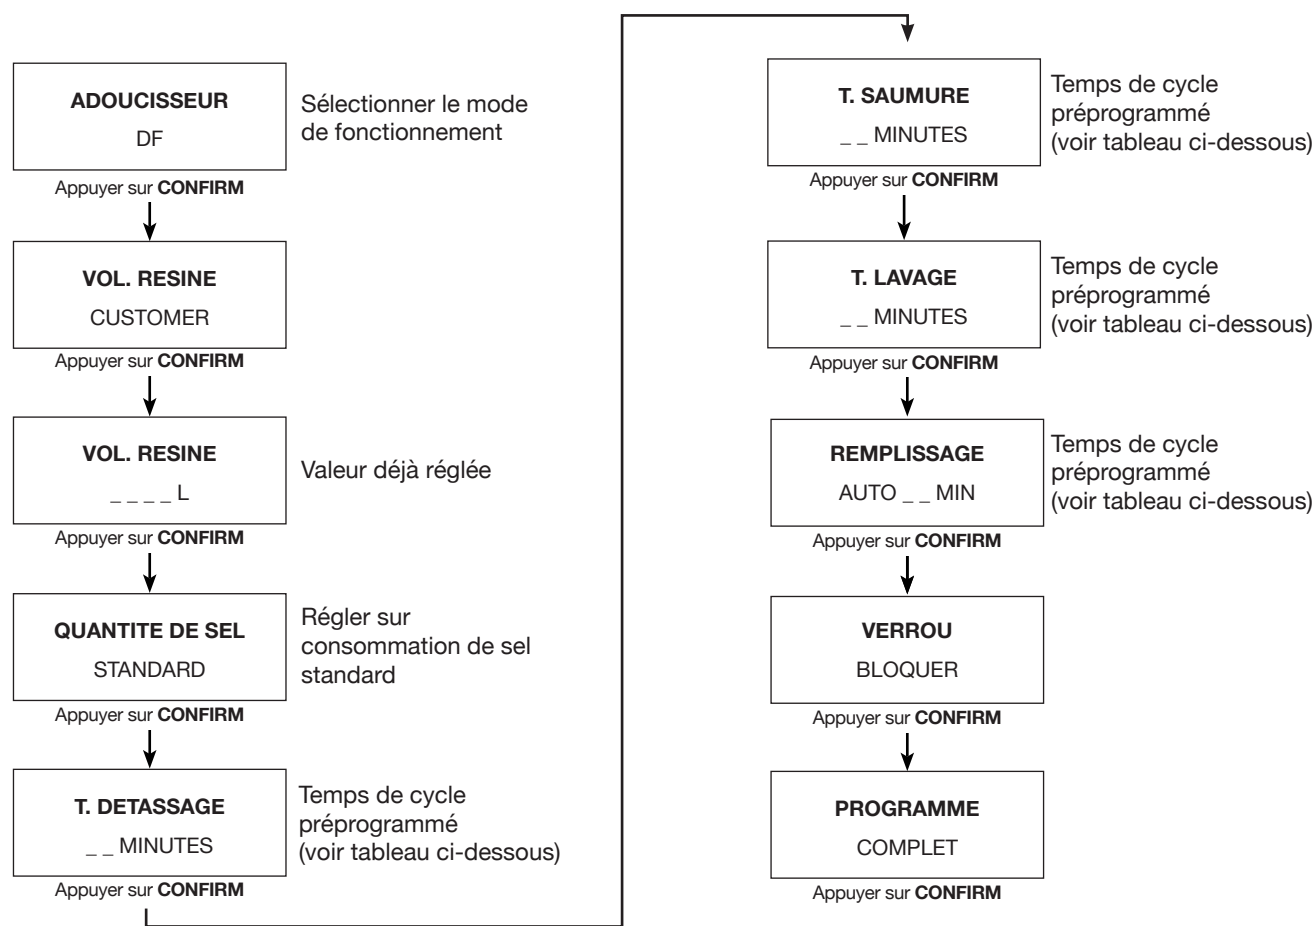 ADOUCISSEUR
DF
Sélectionner le mode
de fonctionnement
Appuyer sur CONFIRM
VOL. RESINE
CUSTOMER
Appuyer sur CONFIRM
VOL. RESINE
_ _ _ _ L
Valeur déjà réglée
Appuyer sur CONFIRM
QUANTITE DE SEL
STANDARD
Régler sur
consommation de sel
standard
Appuyer sur CONFIRM
T. DETASSAGE
_ _ MINUTES
Temps de cycle
préprogrammé
(voir tableau ci-dessous)
Appuyer sur CONFIRM
T. SAUMURE
_ _ MINUTES
Temps de cycle
préprogrammé
(voir tableau ci-dessous)
Appuyer sur CONFIRM
T. LAVAGE
_ _ MINUTES
Temps de cycle
préprogrammé
(voir tableau ci-dessous)
Appuyer sur CONFIRM
REMPLISSAGE
AUTO _ _ MIN
Temps de cycle
préprogrammé
(voir tableau ci-dessous)
Appuyer sur CONFIRM
VERROU
BLOQUER
Appuyer sur CONFIRM
PROGRAMME
COMPLET
Appuyer sur CONFIRM